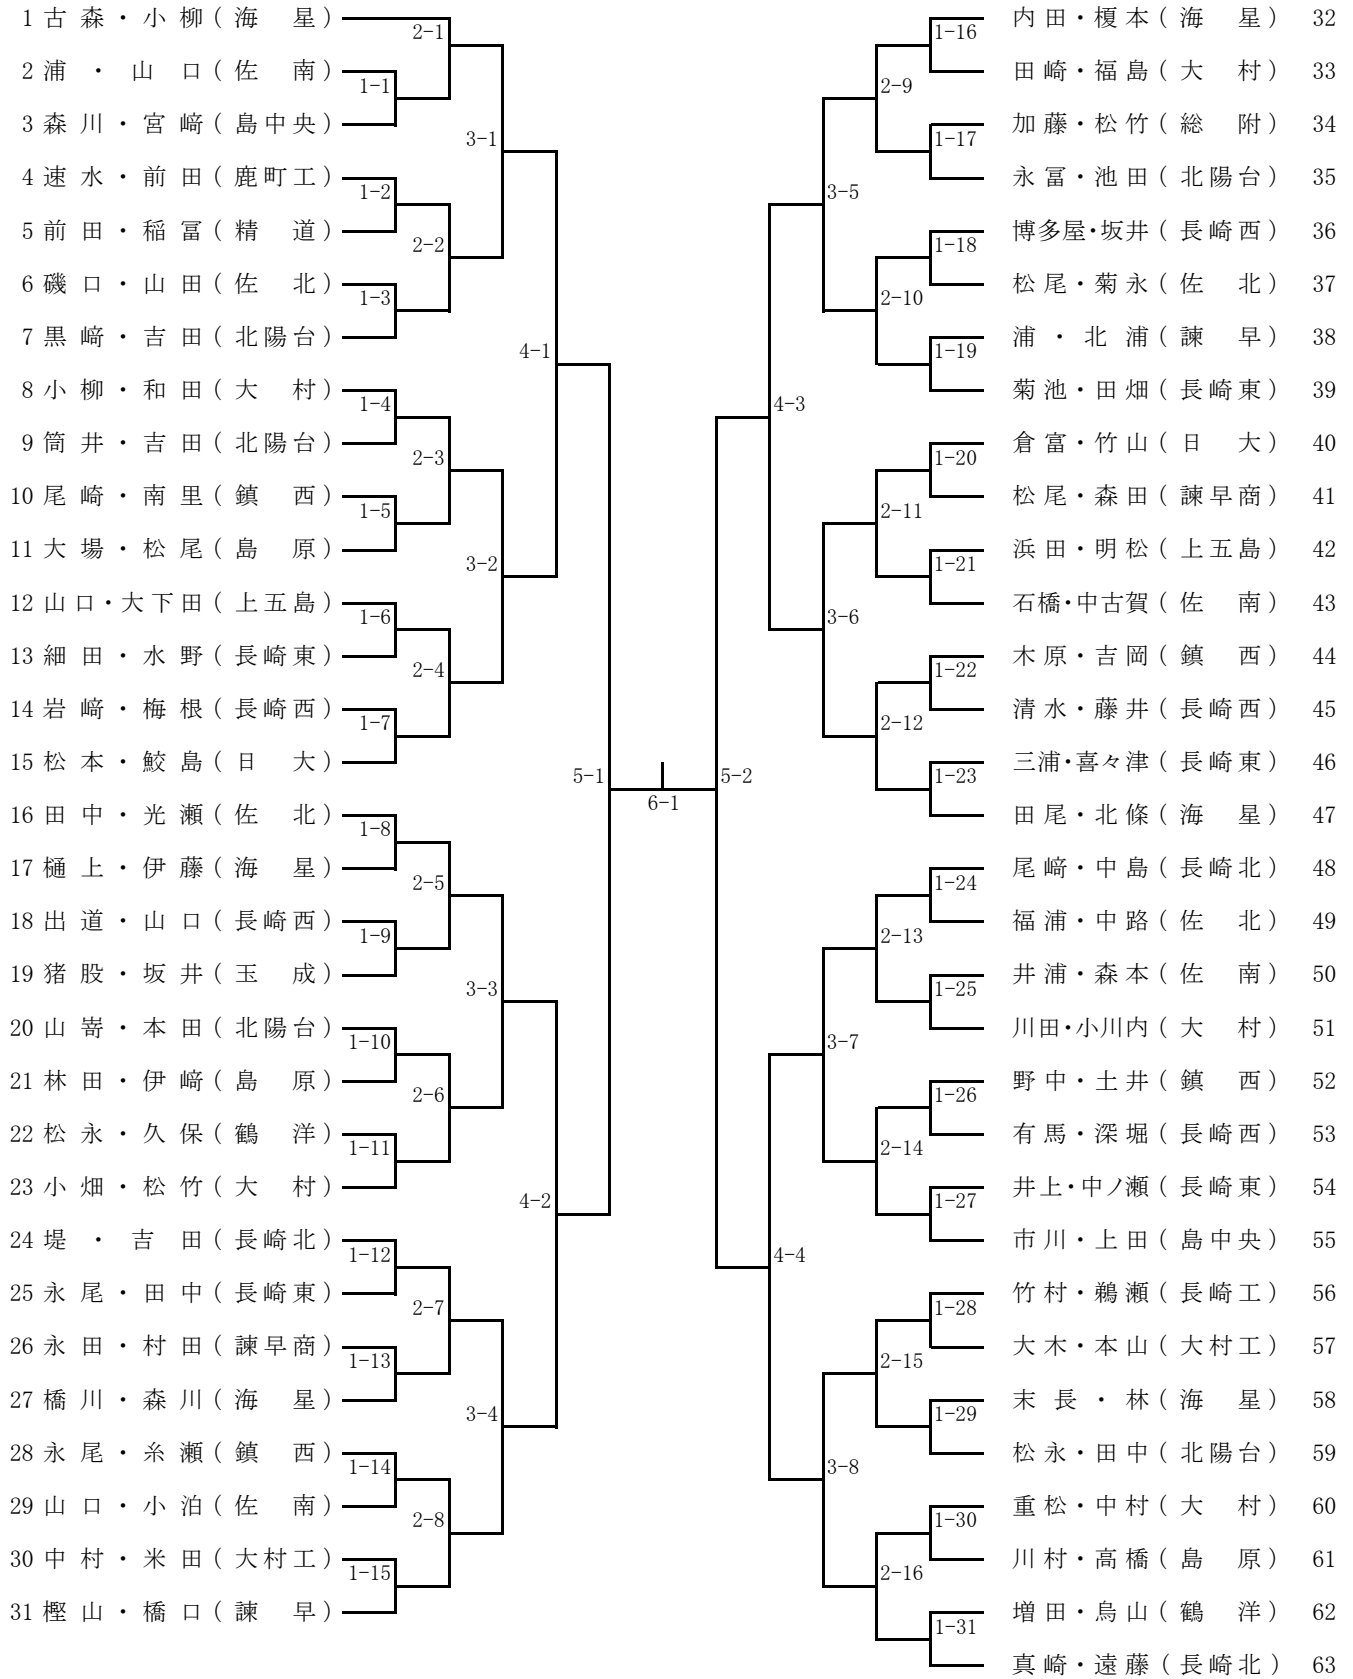 1 古森・小柳(海 星)
2 浦・山口(佐 南)
3 森川・宮﨑(島中央)
4 速水・前田(鹿町工)
5 前田・稲冨(精 道)
6 磯口・山田(佐 北)
7 黒﨑・吉田(北陽台)
8 小柳・和田(大 村)
9 筒井・吉田(北陽台)
10 尾崎・南里(鎮 西)
11 大場・松尾(島 原)
12 山口・大下田(上五島)
13 細田・水野(長崎東)
14 岩﨑・梅根(長崎西)
15 松本・鮫島(日 大)
16 田中・光瀬(佐 北)
17 樋上・伊藤(海 星)
18 出道・山口(長崎西)
19 猪股・坂井(玉 成)
20 山嵜・本田(北陽台)
21 林田・伊﨑(島 原)
22 松永・久保(鶴 洋)
23 小畑・松竹(大 村)
24 堤・吉田(長崎北)
25 永尾・田中(長崎東)
26 永田・村田(諫早商)
27 橋川・森川(海 星)
28 永尾・糸瀬(鎮 西)
29 山口・小泊(佐 南)
30 中村・米田(大村工)
31 樫山・橋口(諫 早)
1-1
1-2
1-3
1-4
1-5
1-6
1-7
1-8
1-9
1-10
1-11
1-12
1-13
1-14
1-15
2-1
2-2
2-3
2-4
2-5
2-6
2-7
2-8
3-1
3-2
3-3
3-4
4-1
4-2
5-1
6-1
5-2
4-3
4-4
3-5
3-6
3-7
3-8
2-9
2-10
2-11
2-12
2-13
2-14
2-15
2-16
1-16
1-17
1-18
1-19
1-20
1-21
1-22
1-23
1-24
1-25
1-26
1-27
1-28
1-29
1-30
1-31
内田・榎本(海 星) 32
田崎・福島(大 村) 33
加藤・松竹(総 附) 34
永冨・池田(北陽台) 35
博多屋・坂井(長崎西) 36
松尾・菊永(佐 北) 37
浦・北浦(諫 早) 38
菊池・田畑(長崎東) 39
倉富・竹山(日 大) 40
松尾・森田(諫早商) 41
浜田・明松(上五島) 42
石橋・中古賀(佐 南) 43
木原・吉岡(鎮 西) 44
清水・藤井(長崎西) 45
三浦・喜々津(長崎東) 46
田尾・北條(海 星) 47
尾﨑・中島(長崎北) 48
福浦・中路(佐 北) 49
井浦・森本(佐 南) 50
川田・小川内(大 村) 51
野中・土井(鎮 西) 52
有馬・深堀(長崎西) 53
井上・中ノ瀬(長崎東) 54
市川・上田(島中央) 55
竹村・鵜瀬(長崎工) 56
大木・本山(大村工) 57
末長・林(海 星) 58
松永・田中(北陽台) 59
重松・中村(大 村) 60
川村・高橋(島 原) 61
増田・烏山(鶴 洋) 62
真崎・遠藤(長崎北) 63